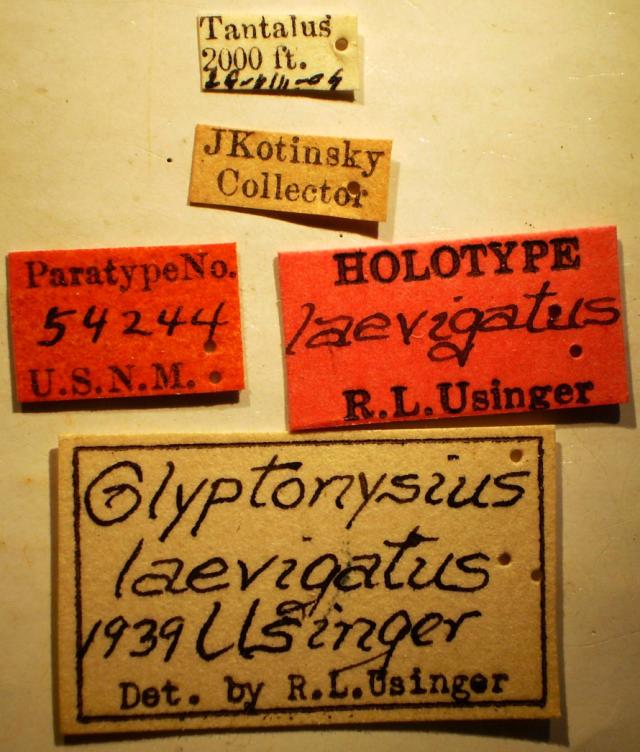 Tantalus
2000 ft.
JKotinsky
Collector
ParatypeNo.
54244
U.S.N.M.
HOLOTYPE
laevigatus
R.L.Usinger
Glyptonysius
laevigatus
1939 Usinger
Det. by R.L.Usinger